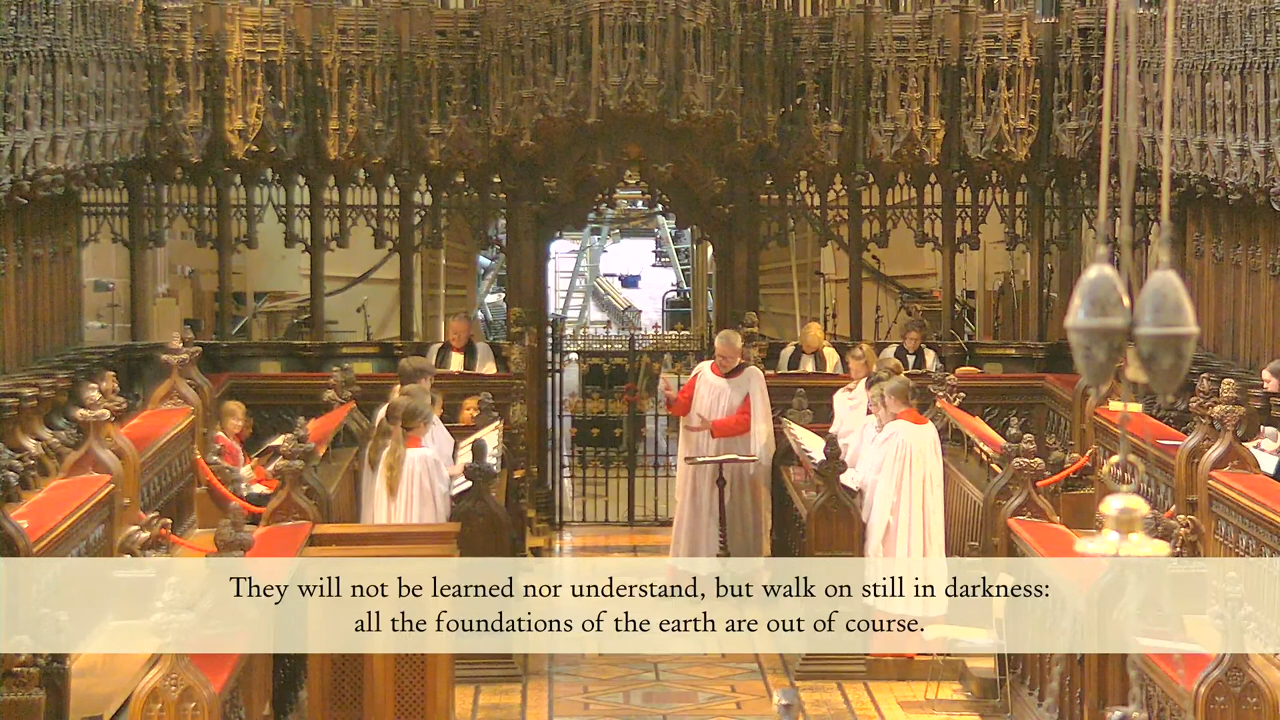 They will not be learned nor understand, but walk on still in darkness:
all the foundations of the earth are out of course.